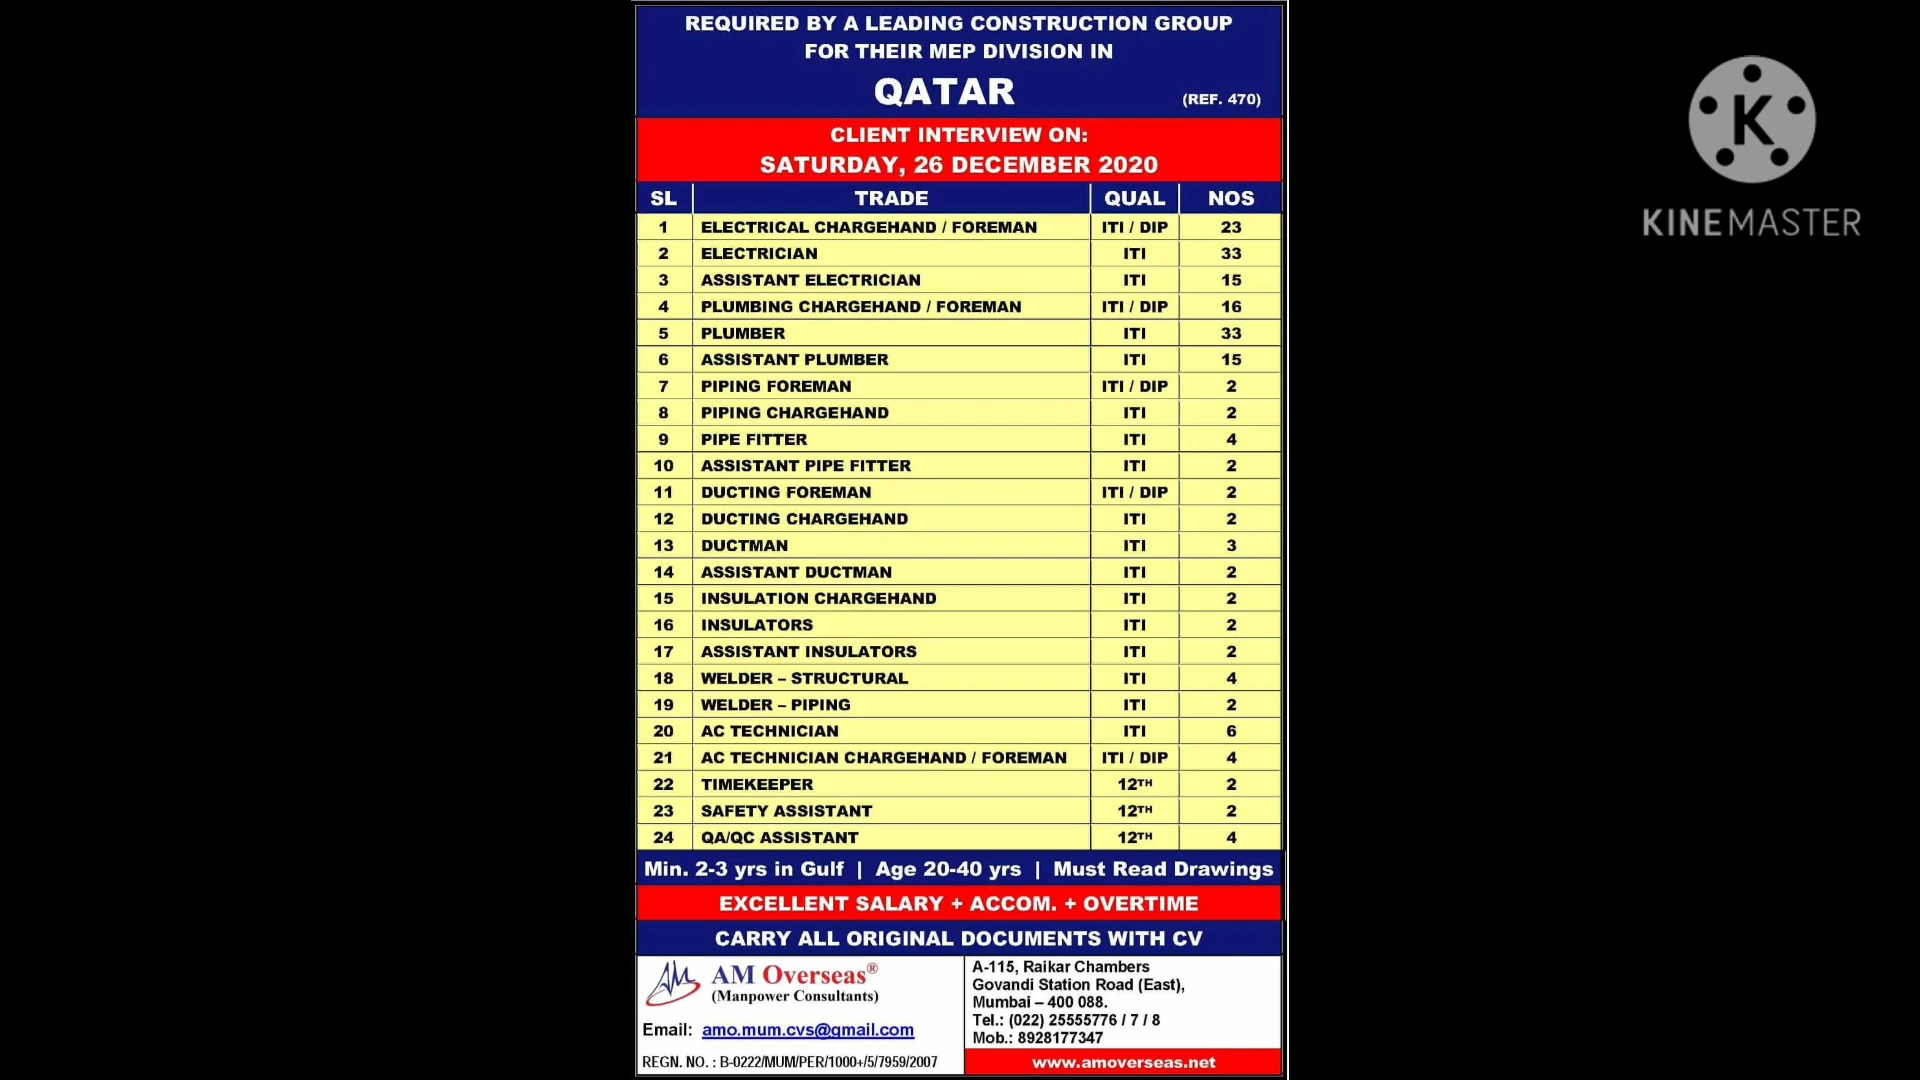 REQUIRED BY A LEADING CONSTRUCTION GROUP
FOR THEIR MEP DIVISION IN
QATAR
(REF. 470)
CLIENT INTERVIEW ON:
SATURDAY, 26 DECEMBER 2020
SL TRADE QUAL NOS
1 ELECTRICAL CHARGEHAND / FOREMAN ITI / DIP 23
2 ELECTRICIAN ITI 33
3 ASSISTANT ELECTRICIAN ITI 15
4 PLUMBING CHARGEHAND / FOREMAN ITI / DIP 16
5 PLUMBER ITI 33
6 ASSISTANT PLUMBER ITI 15
7 PIPING FOREMAN ITI / DIP 2
8 PIPING CHARGEHAND ITI 2
9 PIPE FITTER ITI 4
10 ASSISTANT PIPE FITTER ITI 2
11 DUCTING FOREMAN ITI / DIP 2
12 DUCTING CHARGEHAND ITI 2
13 DUCTMAN ITI 3
14 ASSISTANT DUCTMAN ITI 2
15 INSULATION CHARGEHAND ITI 2
16 INSULATORS ITI 2
17 ASSISTANT INSULATORS ITI 2
18 WELDER – STRUCTURAL ITI 4
19 WELDER – PIPING ITI 2
20 AC TECHNICIAN ITI 6
21 AC TECHNICIAN CHARGEHAND / FOREMAN ITI / DIP 4
22 TIMEKEEPER 12TH 2
23 SAFETY ASSISTANT 12TH 2
24 QA/QC ASSISTANT 12TH 4
Min. 2-3 yrs in Gulf | Age 20-40 yrs | Must Read Drawings
EXCELLENT SALARY + ACCOM. + OVERTIME
CARRY ALL ORIGINAL DOCUMENTS WITH CV
AM Overseas®
(Manpower Consultants)
Email: amo.mum.cvs@gmail.com
REGN. NO. : B-0222/MUM/PER/1000+/5/7959/2007
A-115, Raikar Chambers
Govandi Station Road (East),
Mumbai – 400 088.
Tel.: (022) 25555776 / 7 / 8
Mob.: 8928177347
www.amoverseas.net
K
KINEMASTER